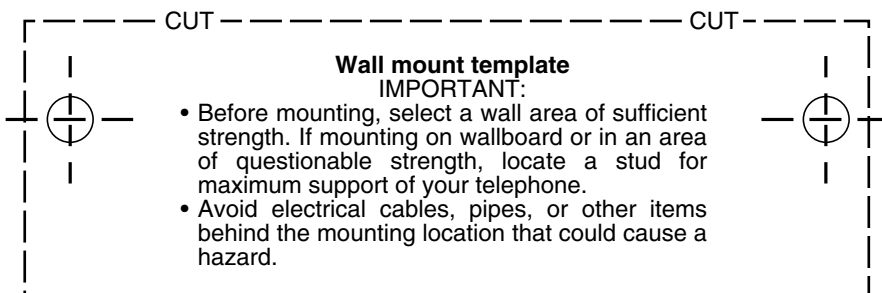 CUT CUT
Wall mount template
IMPORTANT:
• Before mounting, select a wall area of sufficient
strength. If mounting on wallboard or in an area
of questionable strength, locate a stud for
maximum support of your telephone.
• Avoid electrical cables, pipes, or other items
behind the mounting location that could cause a
hazard.